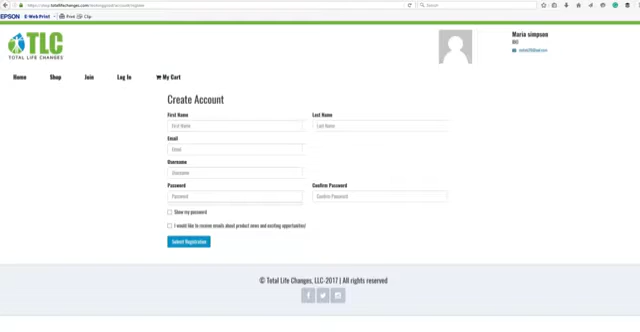 EPSON E-Web Print Print Clip
TLC
TOTAL LIFE CHANGES
Maria simpson
Home Shop Join Log In My Cart
Create Account
First Name Last Name
First Name Last Name
Email
Email
Username
Username
Password Confirm Password
Password Confirm Password
Show my password
I would like to receive emails about product news and exciting opportunities!
Submit Registration
© Total Life Changes, LLC-2017 | All rights reserved